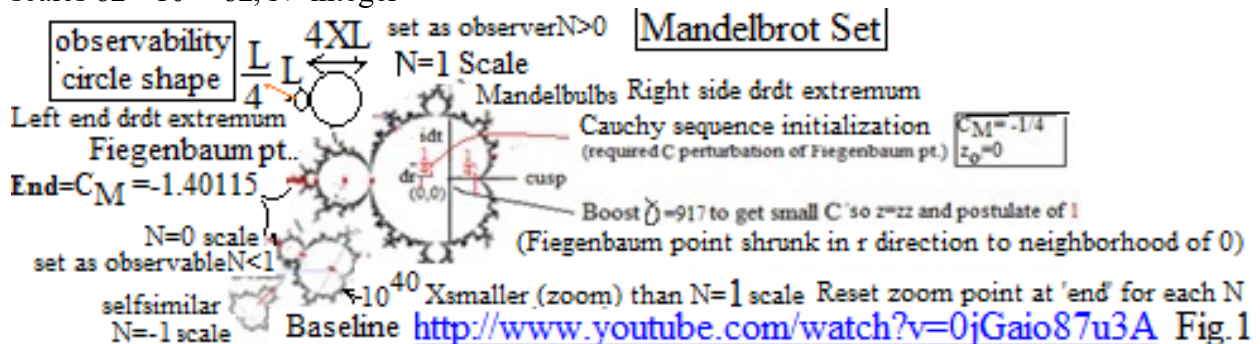 observability
circle shape
L
4
L
4XL
set as observerN>0
Mandelbrot Set
N=1 Scale
Mandelbulbs Right side drdt extremum
Left end drdt extremum
Fiegenbaum pt..
End=C_M=-1.40115
idt
dr
(0,0)
cusp
Cauchy sequence initialization
(required C perturbation of Fiegenbaum pt.)
C_M=-1/4
z_o=0
Boost =917 to get small C so z=zz and postulate of 1
(Fiegenbaum point shrunk in r direction to neighborhood of 0)
N=0 scale
set as observableN<1
10^40 Xsmaller (zoom) than N=1 scale Reset zoom point at 'end' for each N
selfsimilar
N=-1 scale
Baseline http://www.youtube.com/watch?v=0jGaio87u3A Fig.1